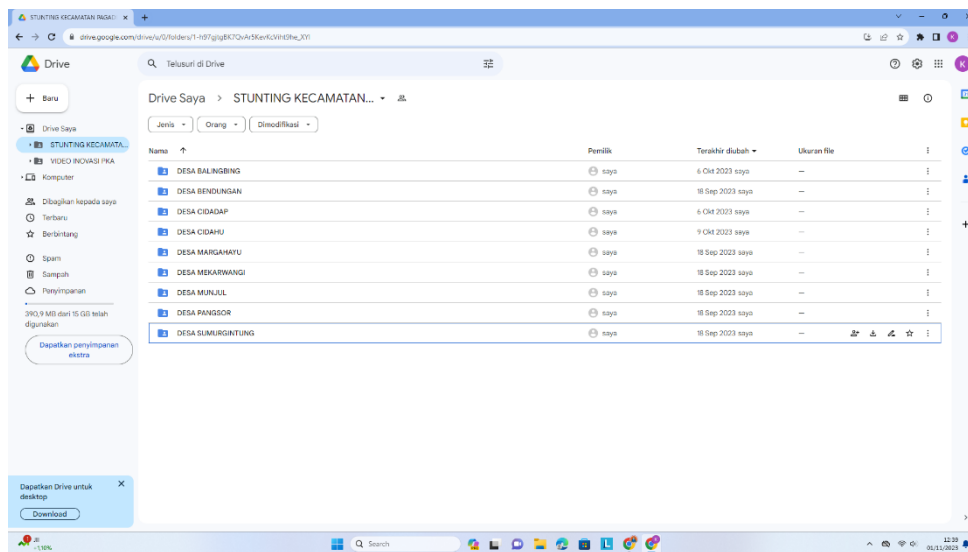 STUNTING KECAMATAN PAGAD
drive.google.com/drive/u/0/folders/
Drive
Telusuri di Drive
Baru
Drive Saya > STUNTING KECAMATAN...
Jenis Orang Dimodifikasi
Drive Saya
STUNTING KECAMATA...
VIDEO INOVASI PKA
Komputer
Dibagikan kepada saya
Terbaru
Berbintang
Spam
Sampah
Penyimpanan
390,9 MB dari 15 GB telah
digunakan
Dapatkan penyimpanan
ekstra
Nama Pemilik Terakhir diubah Ukuran file
DESA BALINGBING saya 6 Okt 2023 saya —
DESA BENDUNGAN saya 18 Sep 2023 saya —
DESA CIDADAP saya 6 Okt 2023 saya —
DESA CIDAHU saya 9 Okt 2023 saya —
DESA MARGAHAYU saya 18 Sep 2023 saya —
DESA MEKARWANGI saya 18 Sep 2023 saya —
DESA MUNJUL saya 18 Sep 2023 saya —
DESA PANGSOR saya 18 Sep 2023 saya —
DESA SUMURGINTUNG saya 18 Sep 2023 saya —
Dapatkan Drive untuk
desktop
Download
+1,10%
Search
12:39
01/11/2023